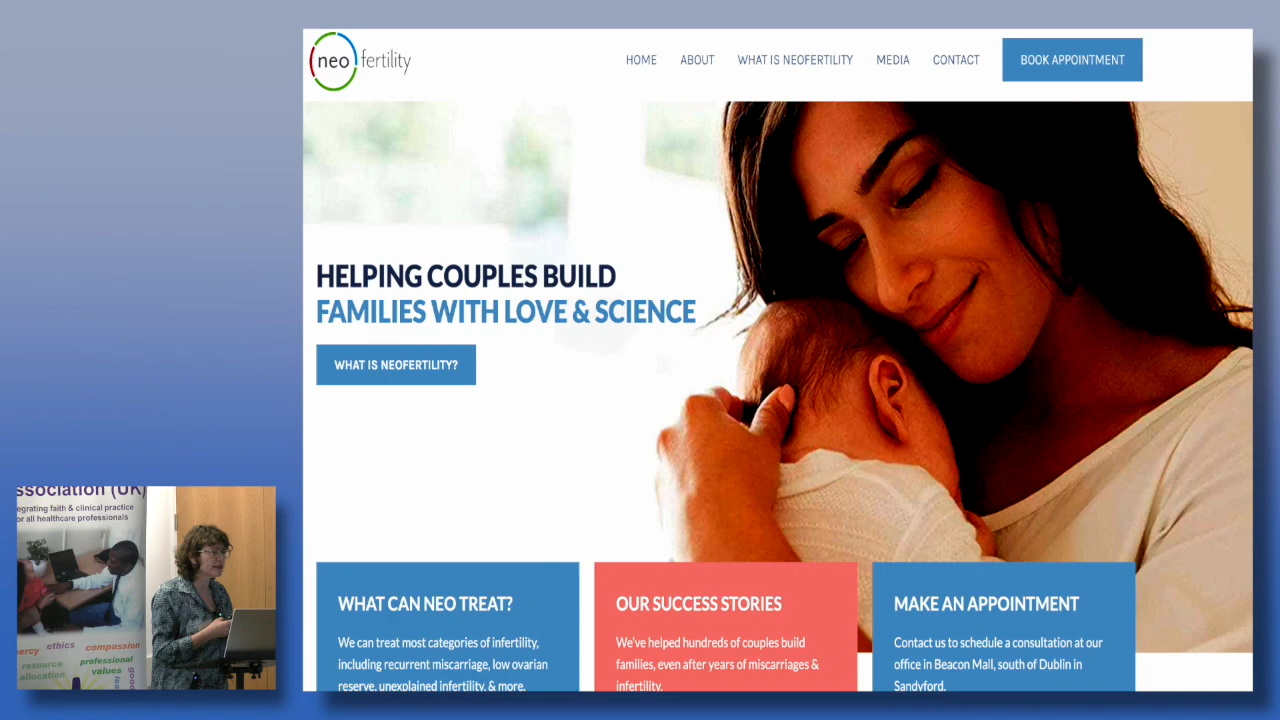 neo fertility
HOME ABOUT WHAT IS NEOFERTILITY MEDIA CONTACT BOOK APPOINTMENT
HELPING COUPLES BUILD
FAMILIES WITH LOVE & SCIENCE
WHAT IS NEOFERTILITY?
WHAT CAN NEO TREAT?
We can treat most categories of infertility,
including recurrent miscarriage, low ovarian
reserve, unexplained infertility, & more.
OUR SUCCESS STORIES
We've helped hundreds of couples build
families, even after years of miscarriages &
infertility.
MAKE AN APPOINTMENT
Contact us to schedule a consultation at our
office in Beacon Mall, south of Dublin in
Sandyford.
ssociation (UK)
egrating faith & clinical practice
or all healthcare professionals
ethics compassion
resource
allocation
professional
values